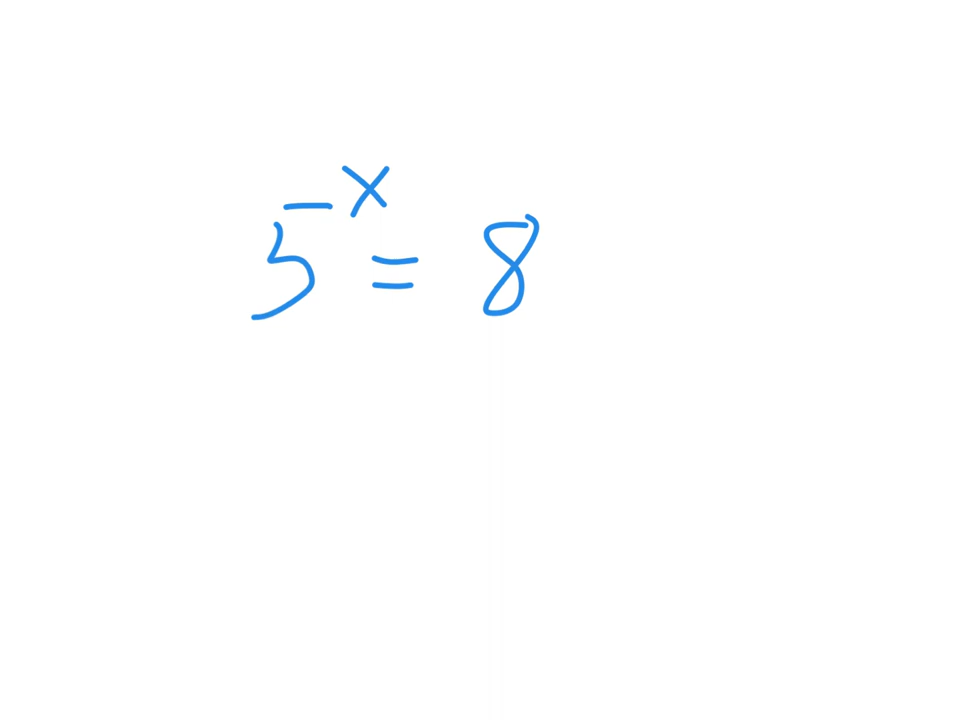 5⁻ˣ = 8